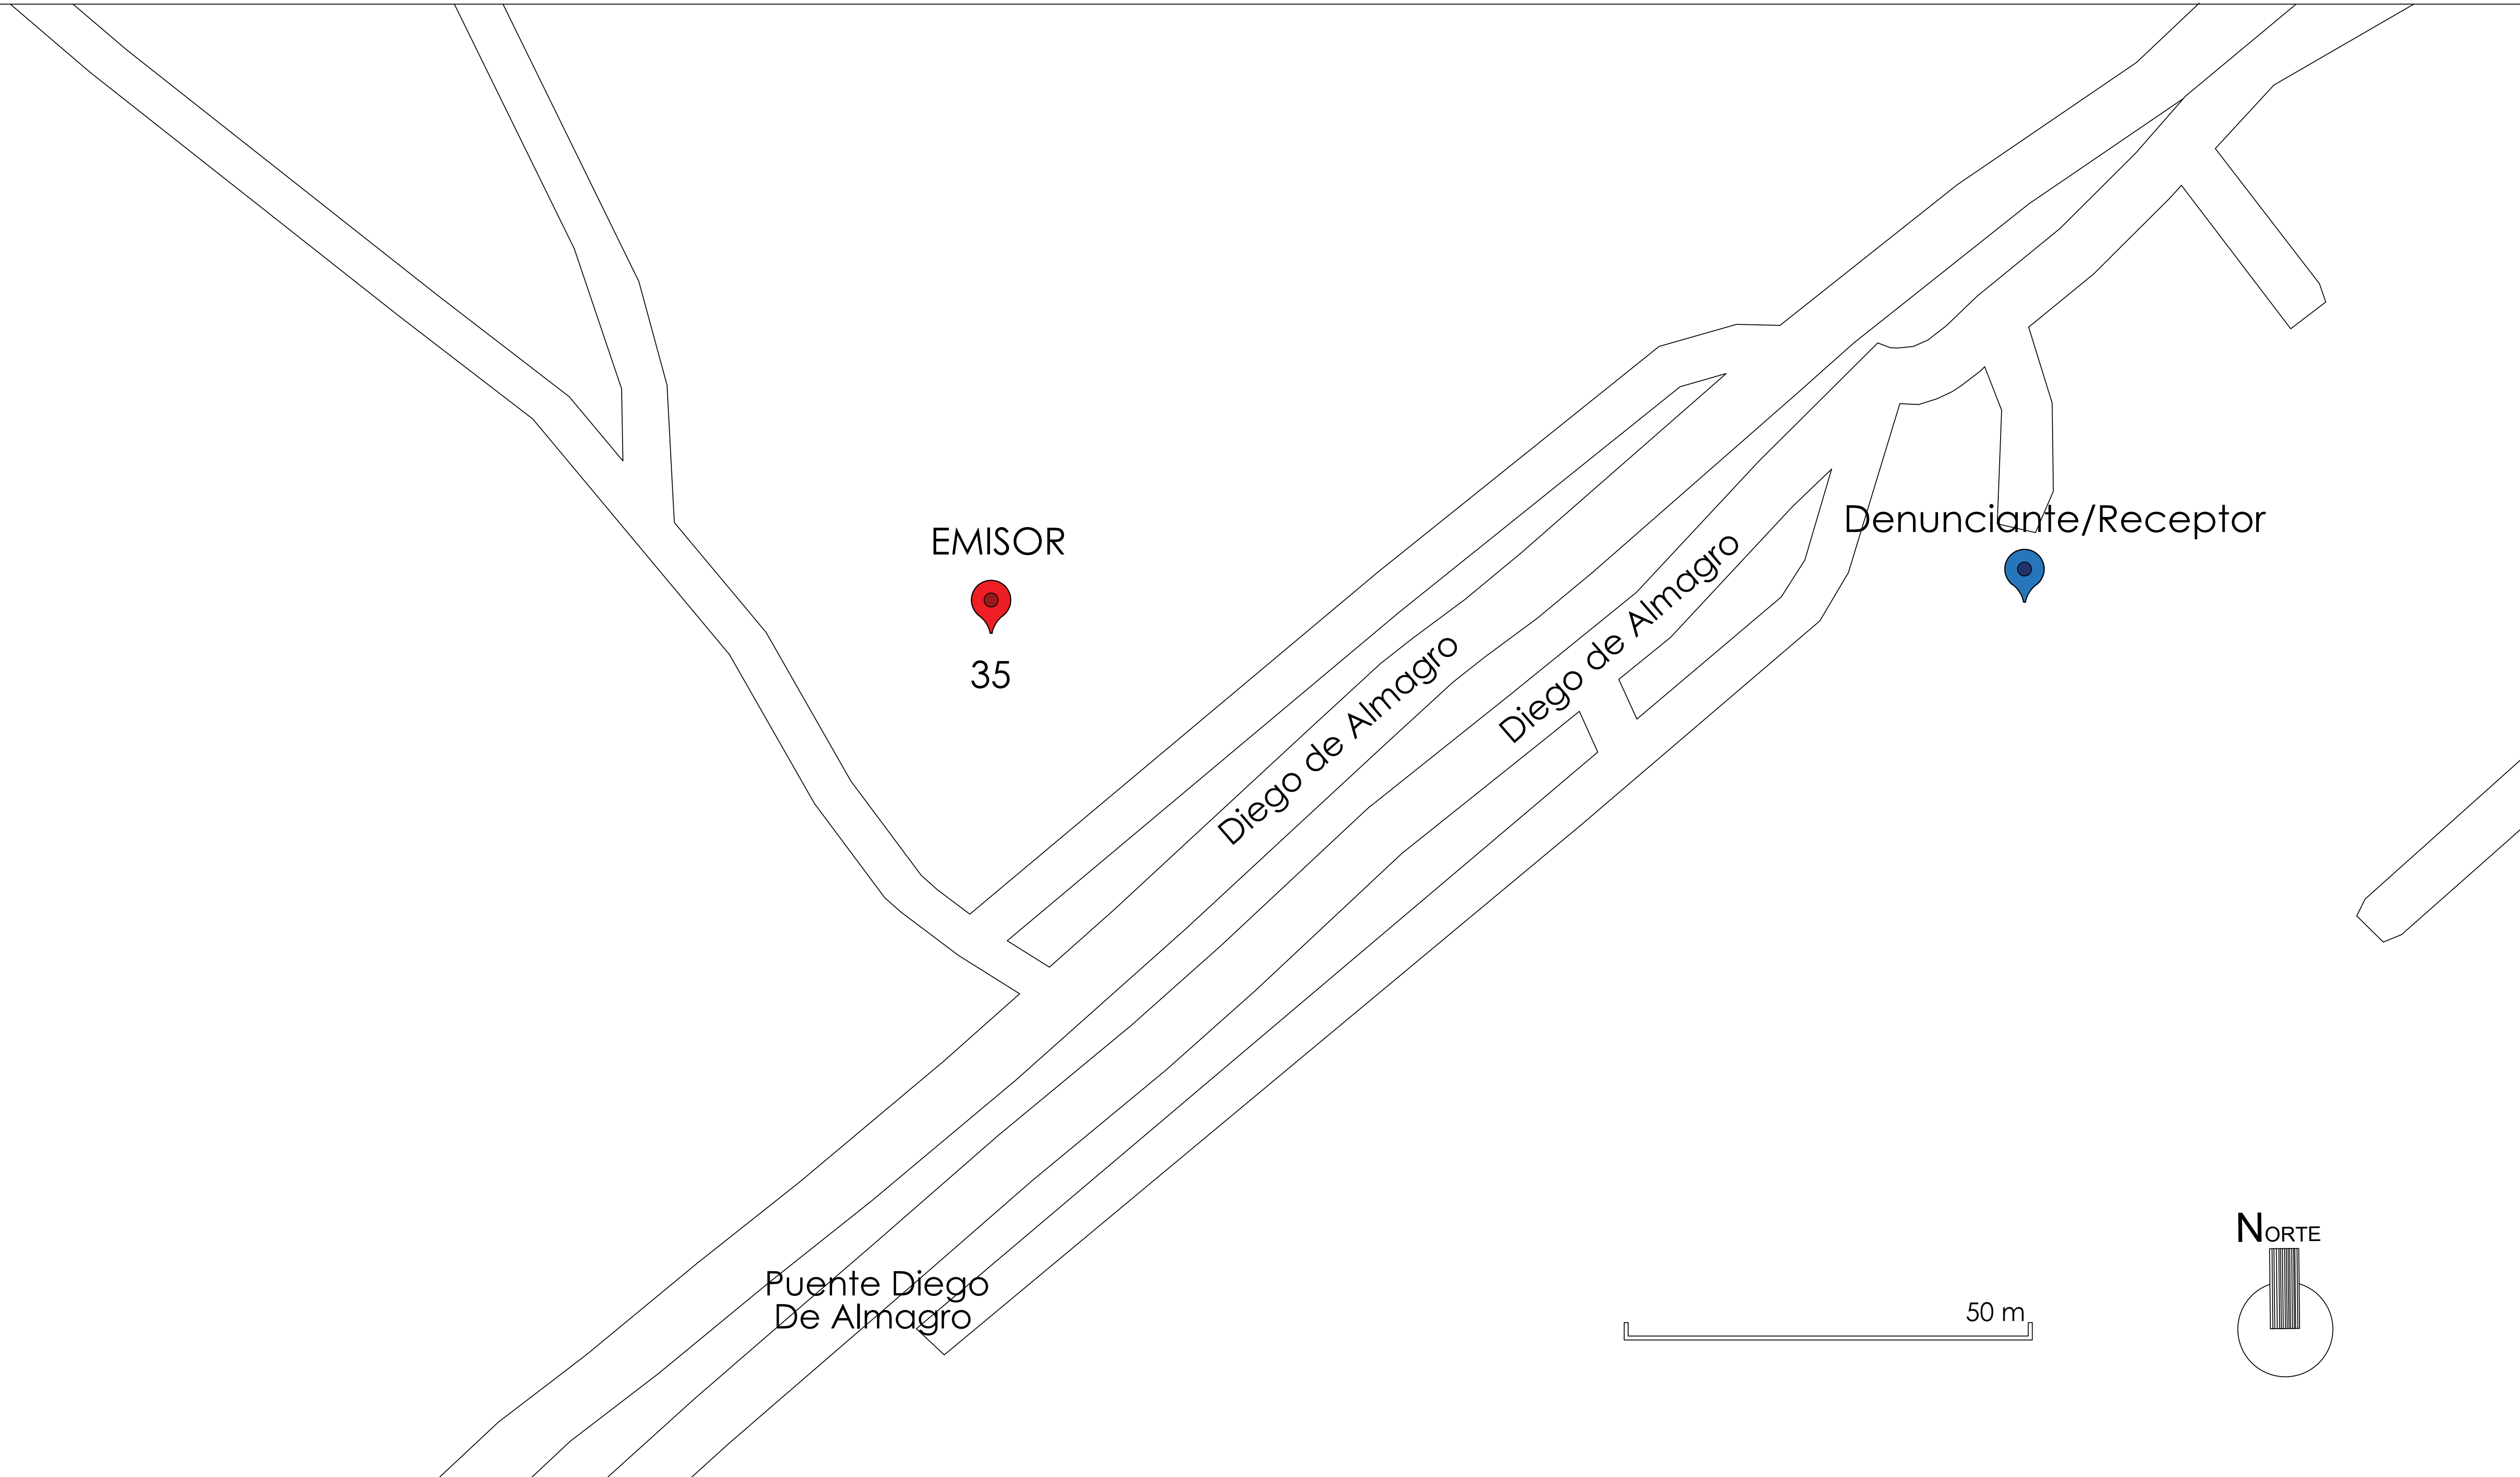 Denunciante/Receptor
EMISOR
35
Diego de Almagro
Diego de Almagro
NORTE
Puente Diego
De Almagro
50 m